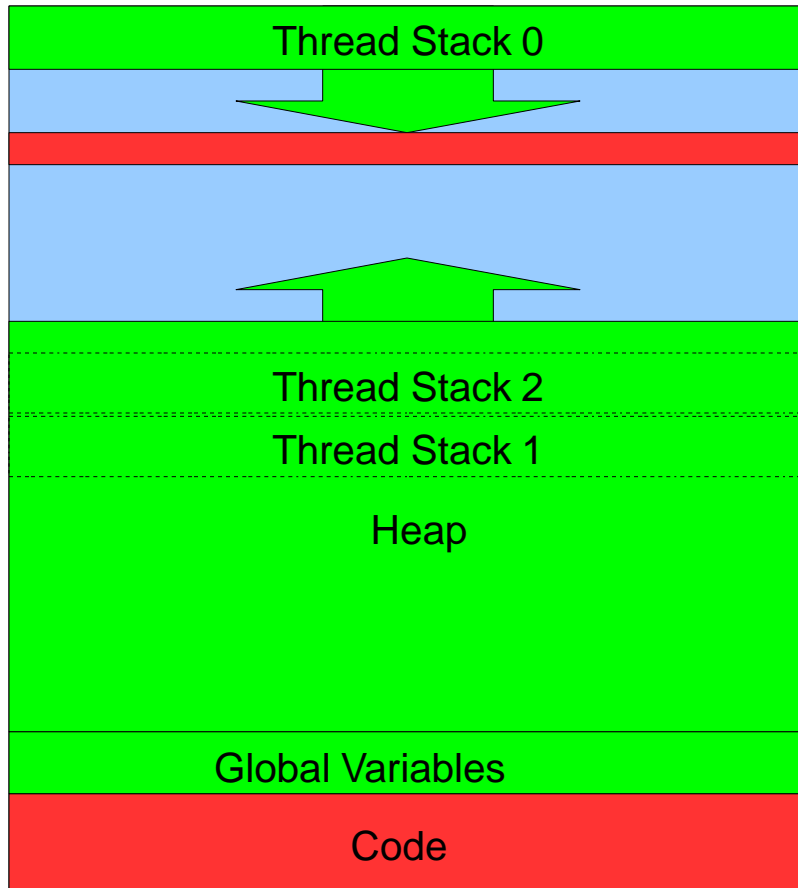 Thread Stack 0
Thread Stack 2
Thread Stack 1
Heap
Global Variables
Code